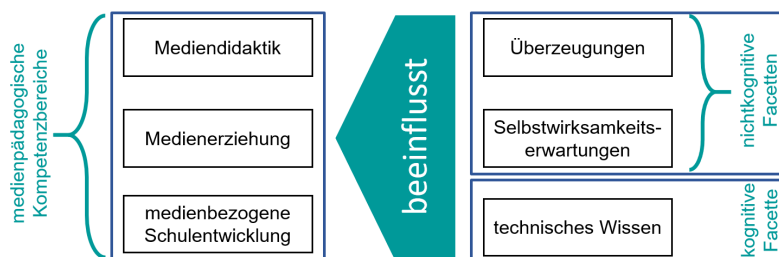 medienpädagogische
Kompetenzbereiche
Mediendidaktik
Medienerziehung
medienbezogene
Schulentwicklung
beeinflusst
Überzeugungen
Selbstwirksamkeits-
erwartungen
technisches Wissen
nichtkognitive
Facetten
kognitive
Facette